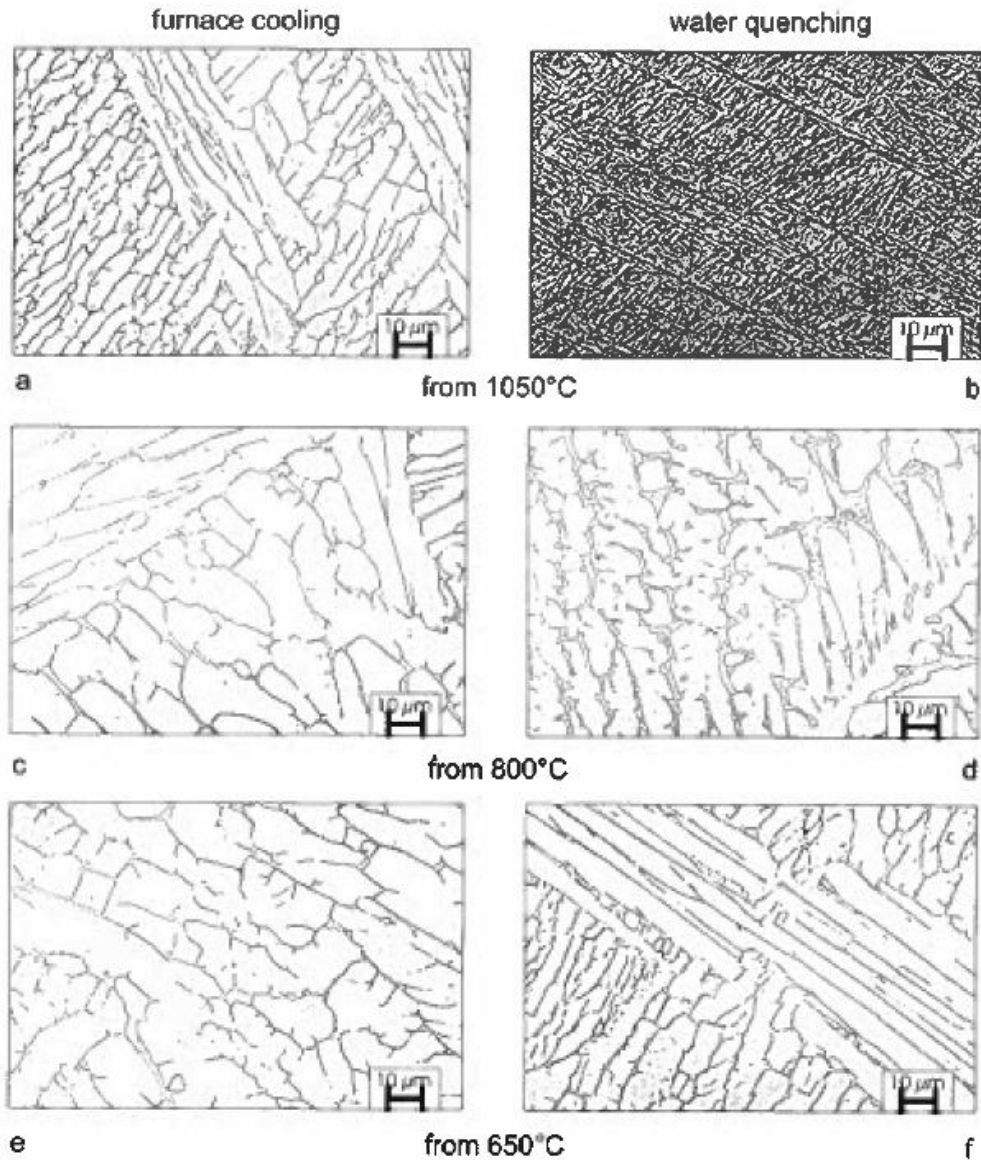 furnace cooling
water quenching
10 µm
10 µm
a
from 1050°C
b
10 µm
10 µm
c
from 800°C
d
10 µm
10 µm
e
from 650°C
f